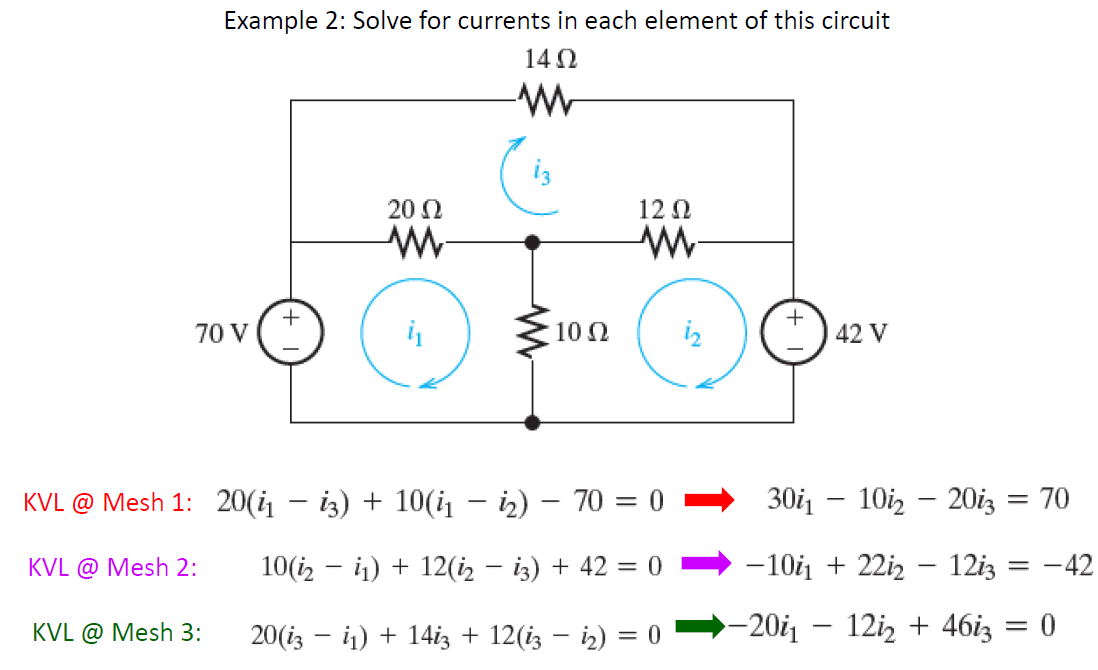 Example 2: Solve for currents in each element of this circuit
14 Ω
i₃
20 Ω 12 Ω
70 V + − i₁ 10 Ω i₂ + − 42 V
KVL @ Mesh 1: 20(i₁ − i₃) + 10(i₁ − i₂) − 70 = 0 30i₁ − 10i₂ − 20i₃ = 70
KVL @ Mesh 2: 10(i₂ − i₁) + 12(i₂ − i₃) + 42 = 0 −10i₁ + 22i₂ − 12i₃ = −42
KVL @ Mesh 3: 20(i₃ − i₁) + 14i₃ + 12(i₃ − i₂) = 0 −20i₁ − 12i₂ + 46i₃ = 0